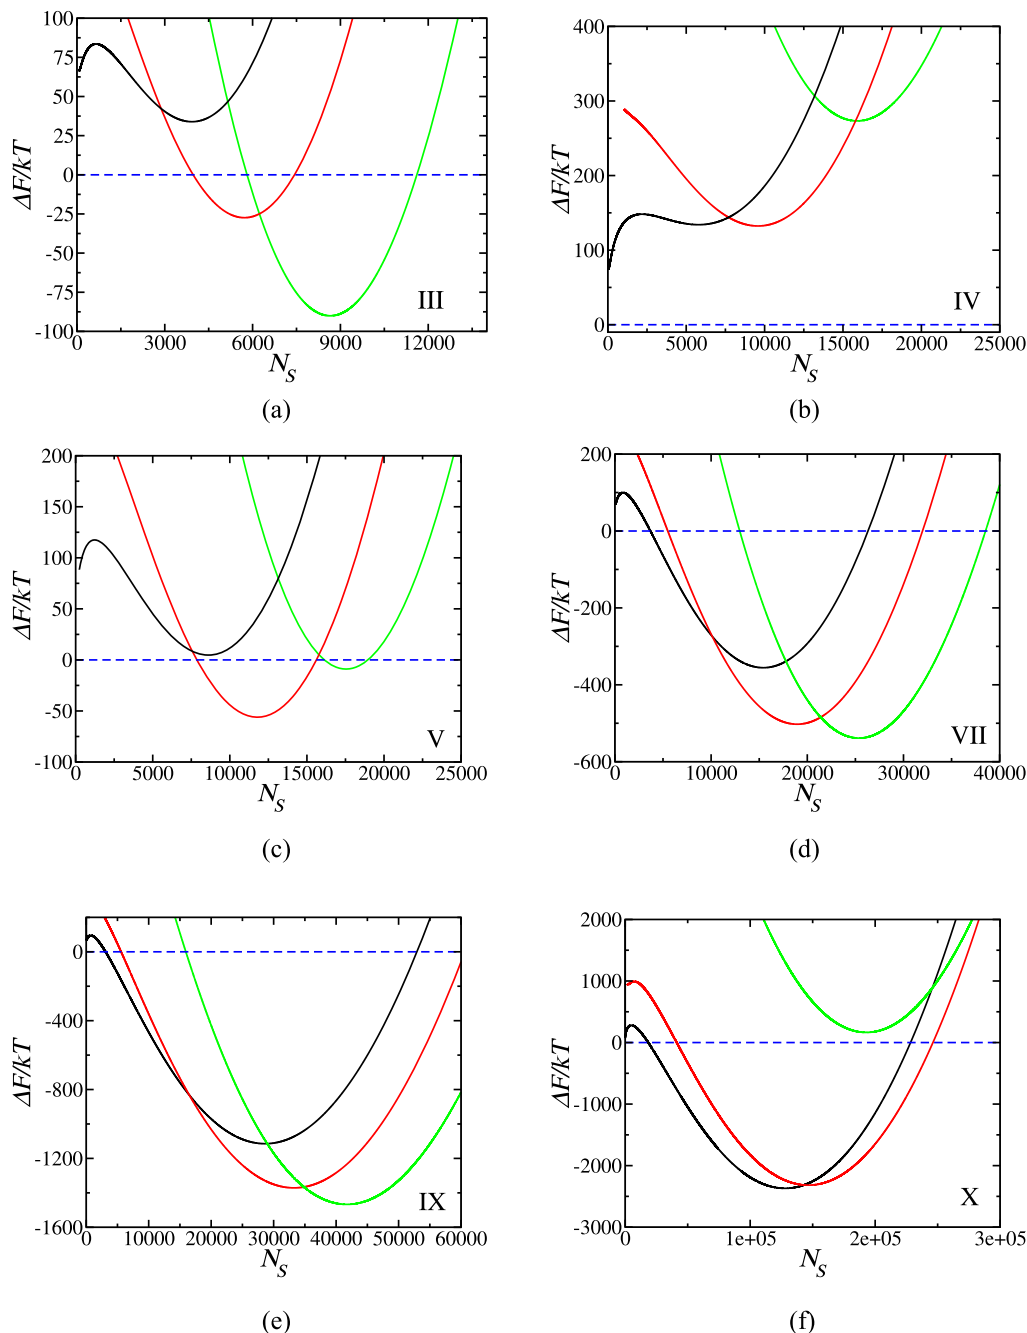 100
75
50
25
0
-25
-50
-75
-100
ΔF/kT
0 3000 6000 9000 12000
N_S
III
(a)
400
300
200
100
0
ΔF/kT
0 5000 10000 15000 20000 25000
N_S
IV
(b)
200
150
100
50
0
-50
-100
ΔF/kT
0 5000 10000 15000 20000 25000
N_S
V
(c)
200
0
-200
-400
-600
ΔF/kT
0 10000 20000 30000 40000
N_S
VII
(d)
0
-400
-800
-1200
-1600
ΔF/kT
0 10000 20000 30000 40000 50000 60000
N_S
IX
(e)
2000
1000
0
-1000
-2000
-3000
ΔF/kT
0 1e+05 2e+05 3e+05
N_S
X
(f)